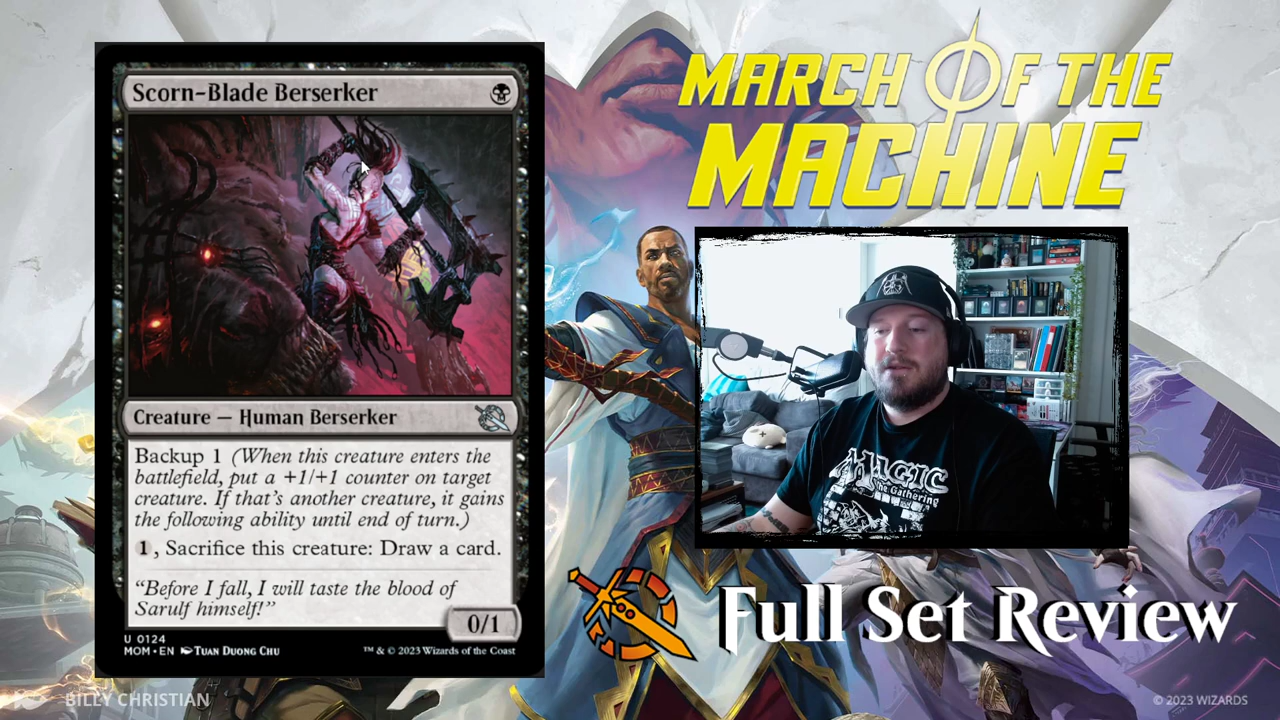 Scorn-Blade Berserker
Creature — Human Berserker
Backup 1 (When this creature enters the
battlefield, put a +1/+1 counter on target
creature. If that's another creature, it gains
the following ability until end of turn.)
1, Sacrifice this creature: Draw a card.
“Before I fall, I will taste the blood of
Sarulf himself!”
0/1
U 0124
MOM • EN TUAN DUONG CHU
™ & © 2023 Wizards of the Coast
MARCH OF THE
MACHINE
MAGIC
The Gathering
Full Set Review
BILLY CHRISTIAN
© 2023 WIZARDS